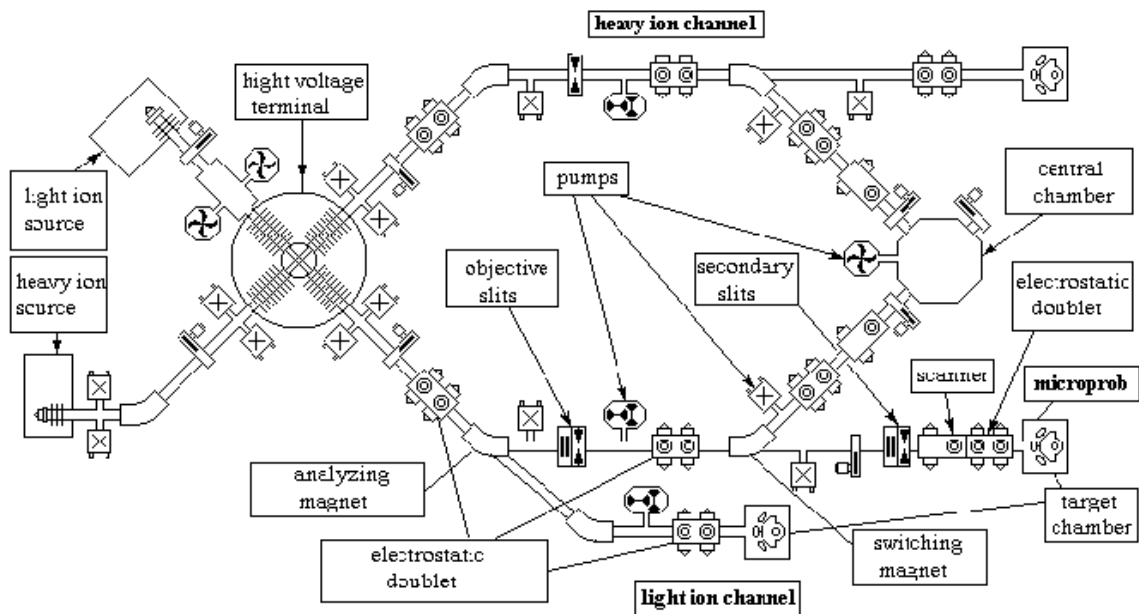 heavy ion channel
hight voltage
terminal
light ion
source
heavy ion
source
pumps
central
chamber
objective
slits
secondary
slits
electrostatic
doublet
scanner
microprob
analyzing
magnet
electrostatic
doublet
switching
magnet
target
chamber
light ion channel